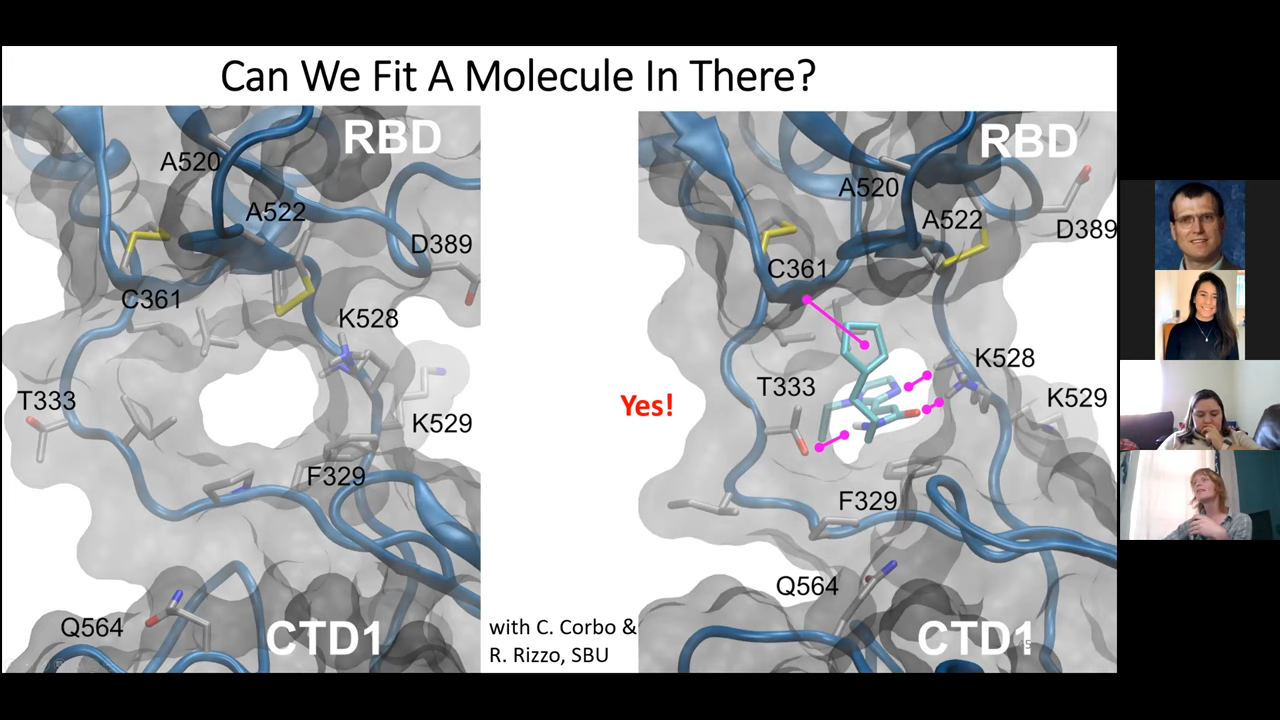 Can We Fit A Molecule In There?
RBD
A520
A522
D389
C361
K528
T333
K529
F329
Q564
CTD1
with C. Corbo &
R. Rizzo, SBU
Yes!
RBD
A520
A522
D389
C361
K528
T333
K529
F329
Q564
CTD1